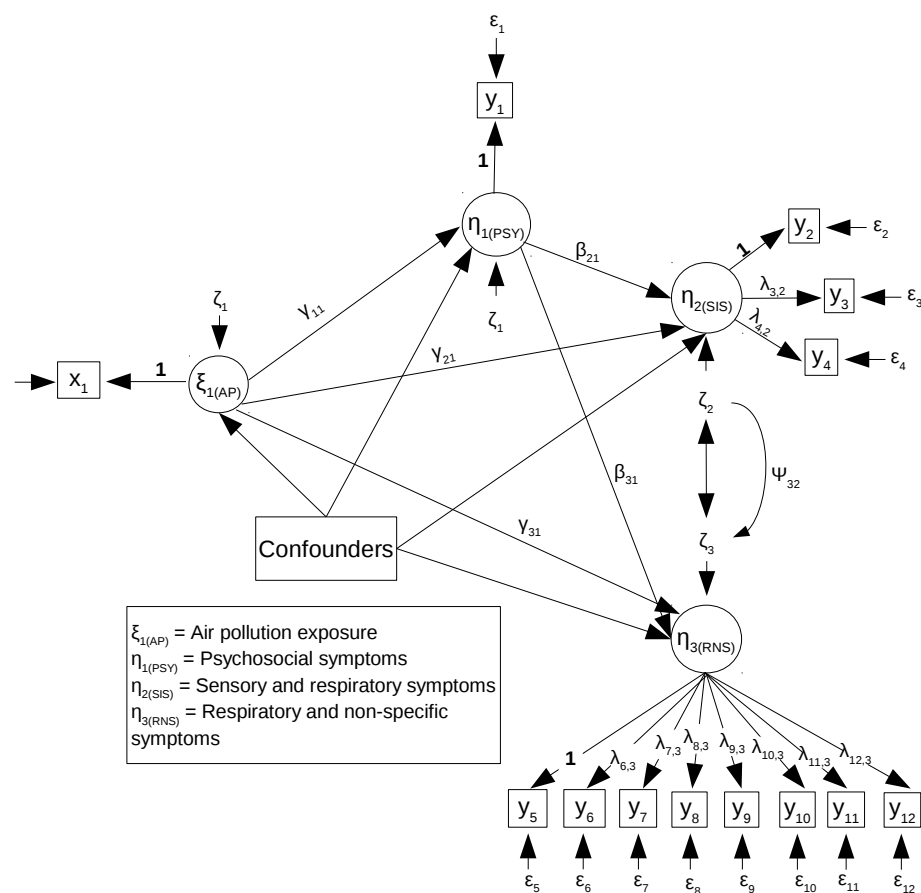 ε1
y1
1
η1(PSY)
β21
y2
ε2
1
η2(SIS)
λ3,2
y3
ε3
λ4,2
y4
ε4
ζ1
ζ1
γ11
γ21
x1
1
ξ1(AP)
ζ2
Ψ32
β31
γ31
ζ3
Confounders
η3(RNS)
ξ1(AP) = Air pollution exposure
η1(PSY) = Psychosocial symptoms
η2(SIS) = Sensory and respiratory symptoms
η3(RNS) = Respiratory and non-specific
symptoms
1
λ6,3
λ7,3
λ8,3
λ9,3
λ10,3
λ11,3
λ12,3
y5
y6
y7
y8
y9
y10
y11
y12
ε5
ε6
ε7
ε8
ε9
ε10
ε11
ε12